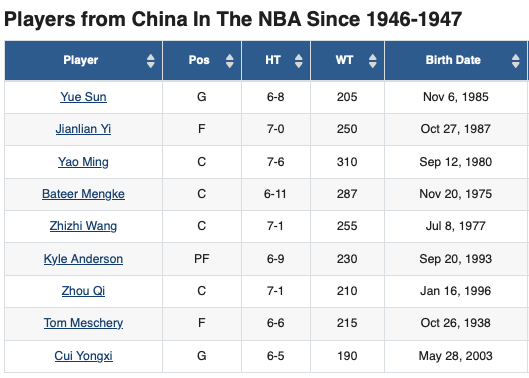 Players from China In The NBA Since 1946-1947
Player Pos HT WT Birth Date
Yue Sun G 6-8 205 Nov 6, 1985
Jianlian Yi F 7-0 250 Oct 27, 1987
Yao Ming C 7-6 310 Sep 12, 1980
Bateer Mengke C 6-11 287 Nov 20, 1975
Zhizhi Wang C 7-1 255 Jul 8, 1977
Kyle Anderson PF 6-9 230 Sep 20, 1993
Zhou Qi C 7-1 210 Jan 16, 1996
Tom Meschery F 6-6 215 Oct 26, 1938
Cui Yongxi G 6-5 190 May 28, 2003